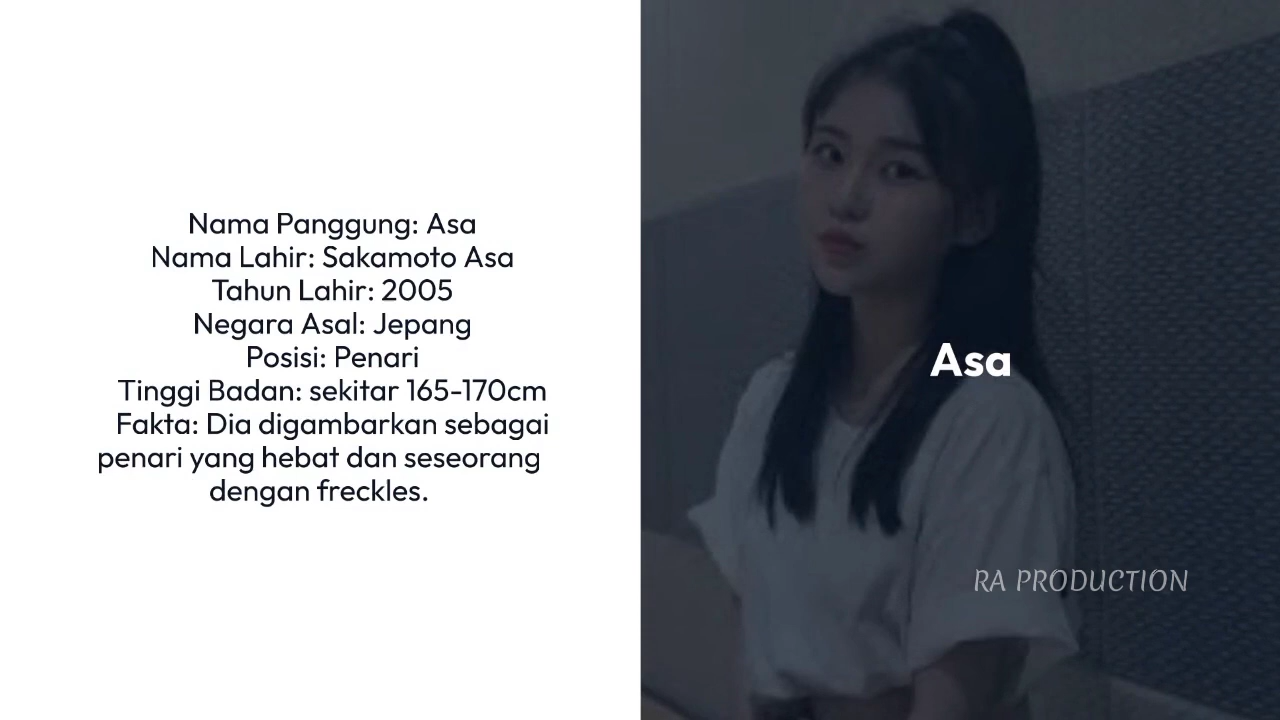 Nama Panggung: Asa
Nama Lahir: Sakamoto Asa
Tahun Lahir: 2005
Negara Asal: Jepang
Posisi: Penari
Tinggi Badan: sekitar 165-170cm
Fakta: Dia digambarkan sebagai
penari yang hebat dan seseorang
dengan freckles.
Asa
RA PRODUCTION